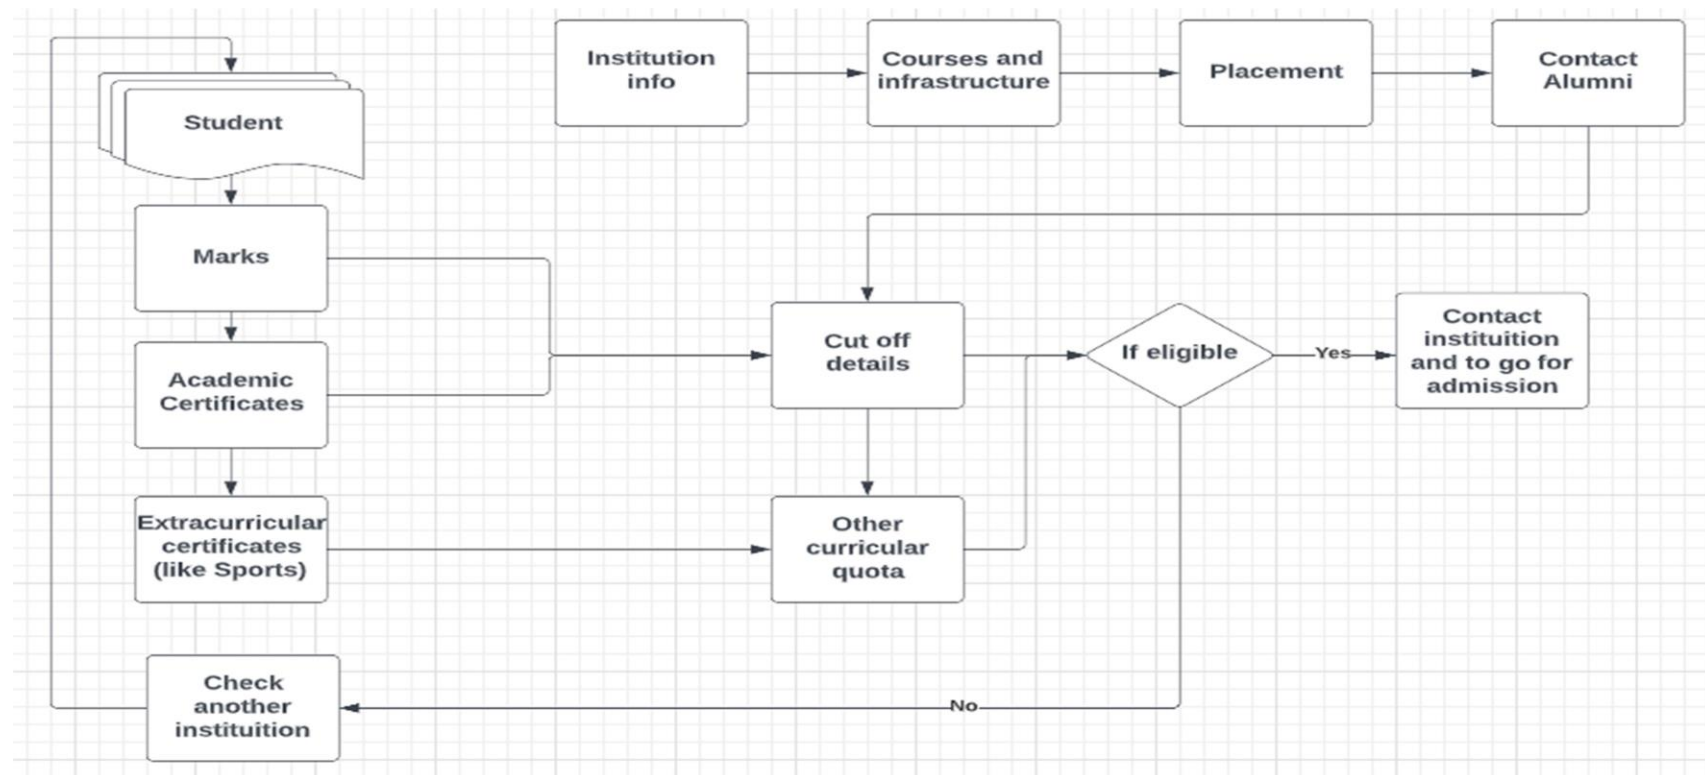 Institution
info
Courses and
infrastructure
Placement
Contact
Alumni
Student
Marks
Academic
Certificates
Extracurricular
certificates
(like Sports)
Cut off
details
Other
curricular
quota
If eligible
Yes
Contact
instituition
and to go for
admission
No
Check
another
instituition